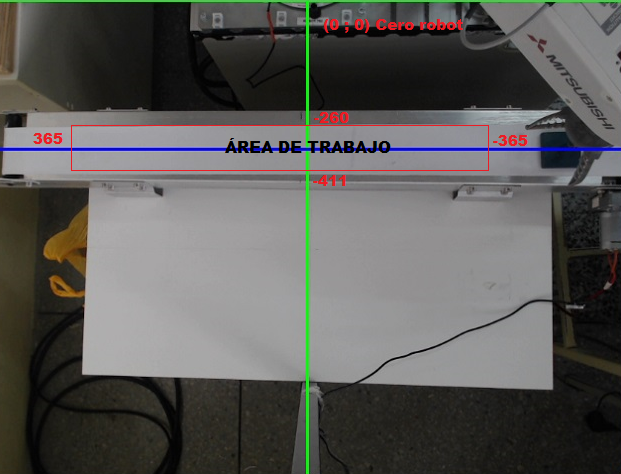 (0 ; 0) Cero robot
MITSUBISHI
-260
365
ÁREA DE TRABAJO
-365
-411